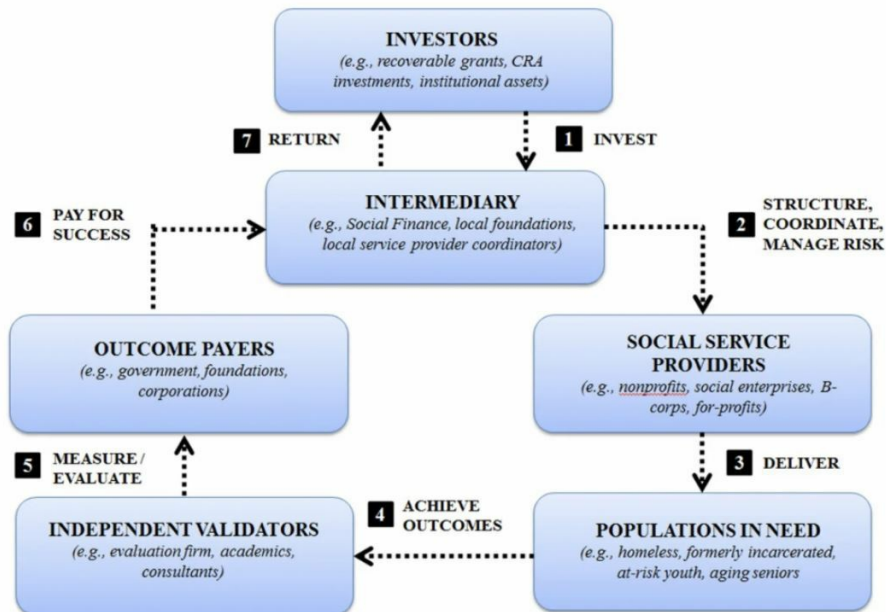 INVESTORS
(e.g., recoverable grants, CRA
investments, institutional assets)
7 RETURN
1 INVEST
INTERMEDIARY
(e.g., Social Finance, local foundations,
local service provider coordinators)
6 PAY FOR
SUCCESS
2 STRUCTURE,
COORDINATE,
MANAGE RISK
OUTCOME PAYERS
(e.g., government, foundations,
corporations)
SOCIAL SERVICE
PROVIDERS
(e.g., nonprofits, social enterprises, B-
corps, for-profits)
5 MEASURE /
EVALUATE
3 DELIVER
INDEPENDENT VALIDATORS
(e.g., evaluation firm, academics,
consultants)
4 ACHIEVE
OUTCOMES
POPULATIONS IN NEED
(e.g., homeless, formerly incarcerated,
at-risk youth, aging seniors